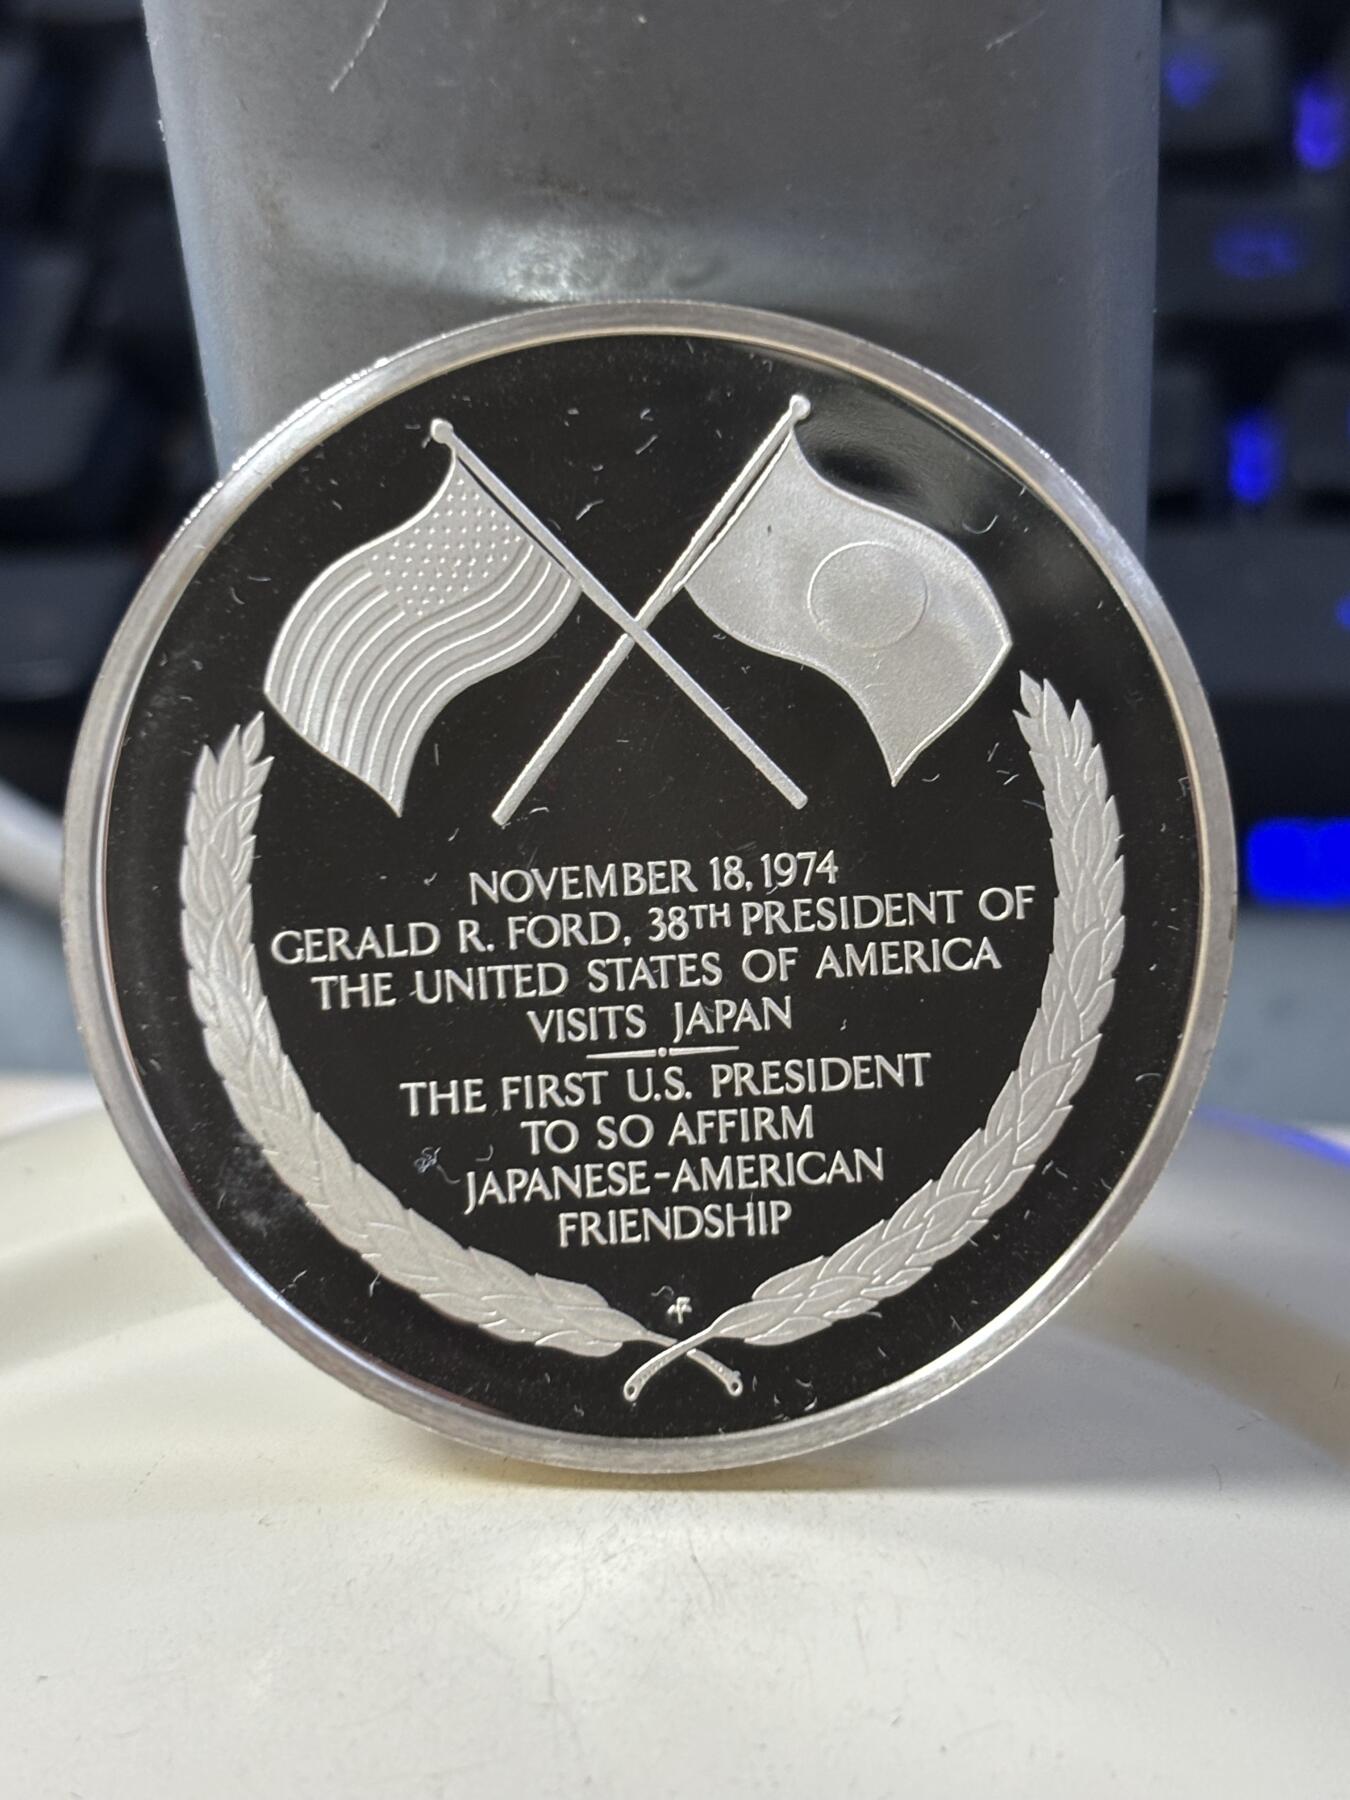 NOVEMBER 18, 1974
GERALD R. FORD, 38TH PRESIDENT OF
THE UNITED STATES OF AMERICA
VISITS JAPAN
THE FIRST U.S. PRESIDENT
TO SO AFFIRM
JAPANESE-AMERICAN
FRIENDSHIP